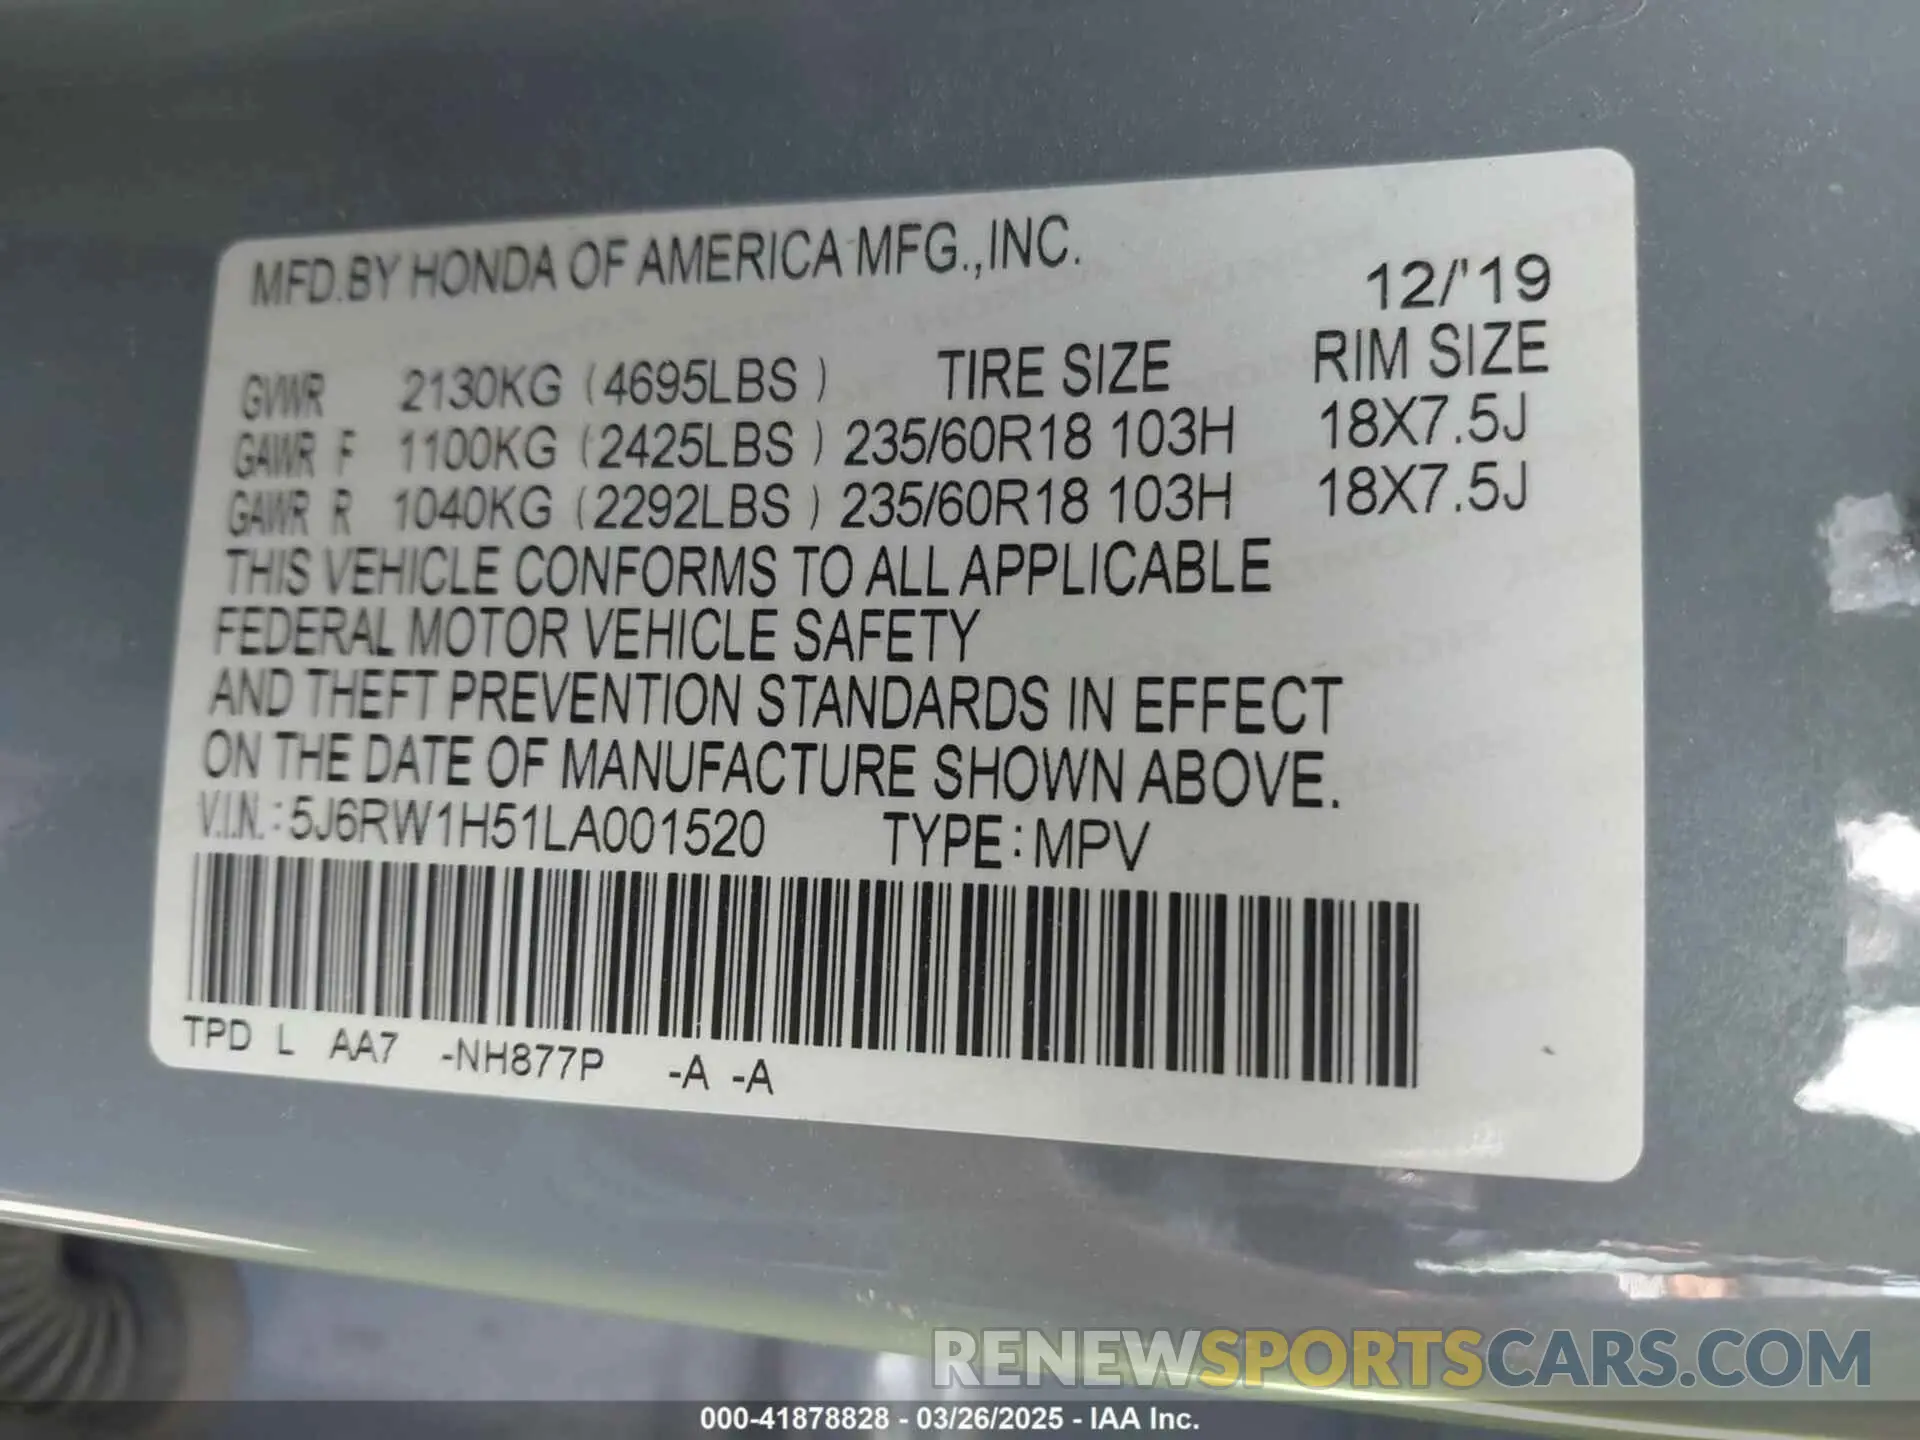 MFD.BY HONDA OF AMERICA MFG.,INC.
12/'19
GVWR 2130KG (4695LBS) TIRE SIZE RIM SIZE
GAWR F 1100KG (2425LBS) 235/60R18 103H 18X7.5J
GAWR R 1040KG (2292LBS) 235/60R18 103H 18X7.5J
THIS VEHICLE CONFORMS TO ALL APPLICABLE
FEDERAL MOTOR VEHICLE SAFETY
AND THEFT PREVENTION STANDARDS IN EFFECT
ON THE DATE OF MANUFACTURE SHOWN ABOVE.
V.I.N.: 5J6RW1H51LA001520 TYPE: MPV
TPD L AA7 -NH877P -A -A
RENEWSPORTSCARS.COM
000-41878828 - 03/26/2025 - IAA Inc.